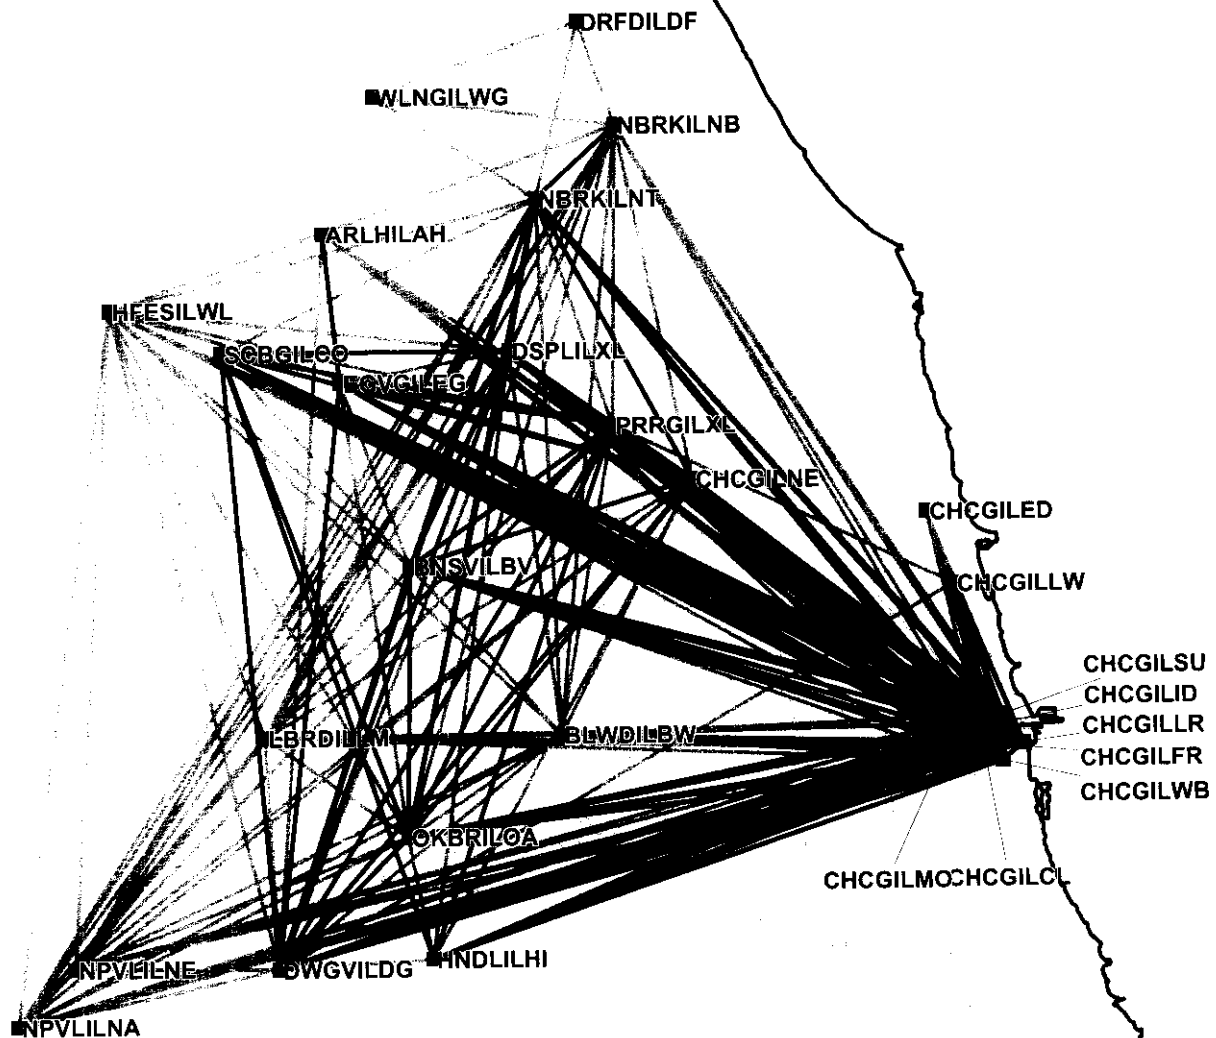 DRFDILDF
WLNGILWG
NBRKILNB
NBRKILNT
ARLHILAH
HFESILWL
SCBGILCO
DSPLILXL
ECVGILEG
PRRGILXL
CHCGILNE
CHCGILED
BNSVILBV
CHCGILLW
CHCGILSU
CHCGILID
CHCGILLR
LBRDILLM
BLWDILBW
CHCGILFR
CHCGILWB
OKBRILOA
CHCGILMO
CHCGILCL
HNDLILHI
NPVLILNE
DWGVILDG
NPVLILNA